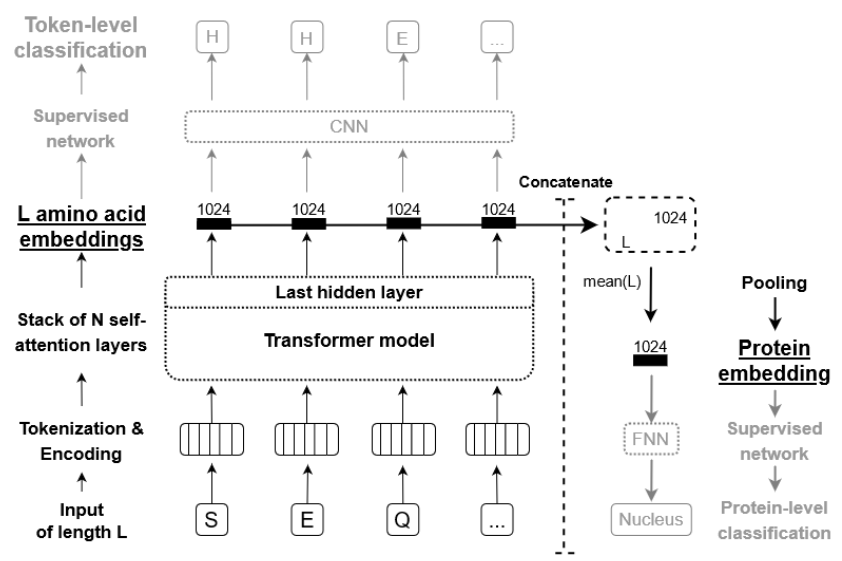 Token-level
classification
H H E ...
Supervised
network
CNN
L amino acid
embeddings
1024 1024 1024 1024
Concatenate
1024
L
Last hidden layer
mean(L)
Pooling
Stack of N self-
attention layers
Transformer model
1024
Protein
embedding
Tokenization &
Encoding
FNN
Supervised
network
Input
of length L
S E Q ...
Nucleus
Protein-level
classification